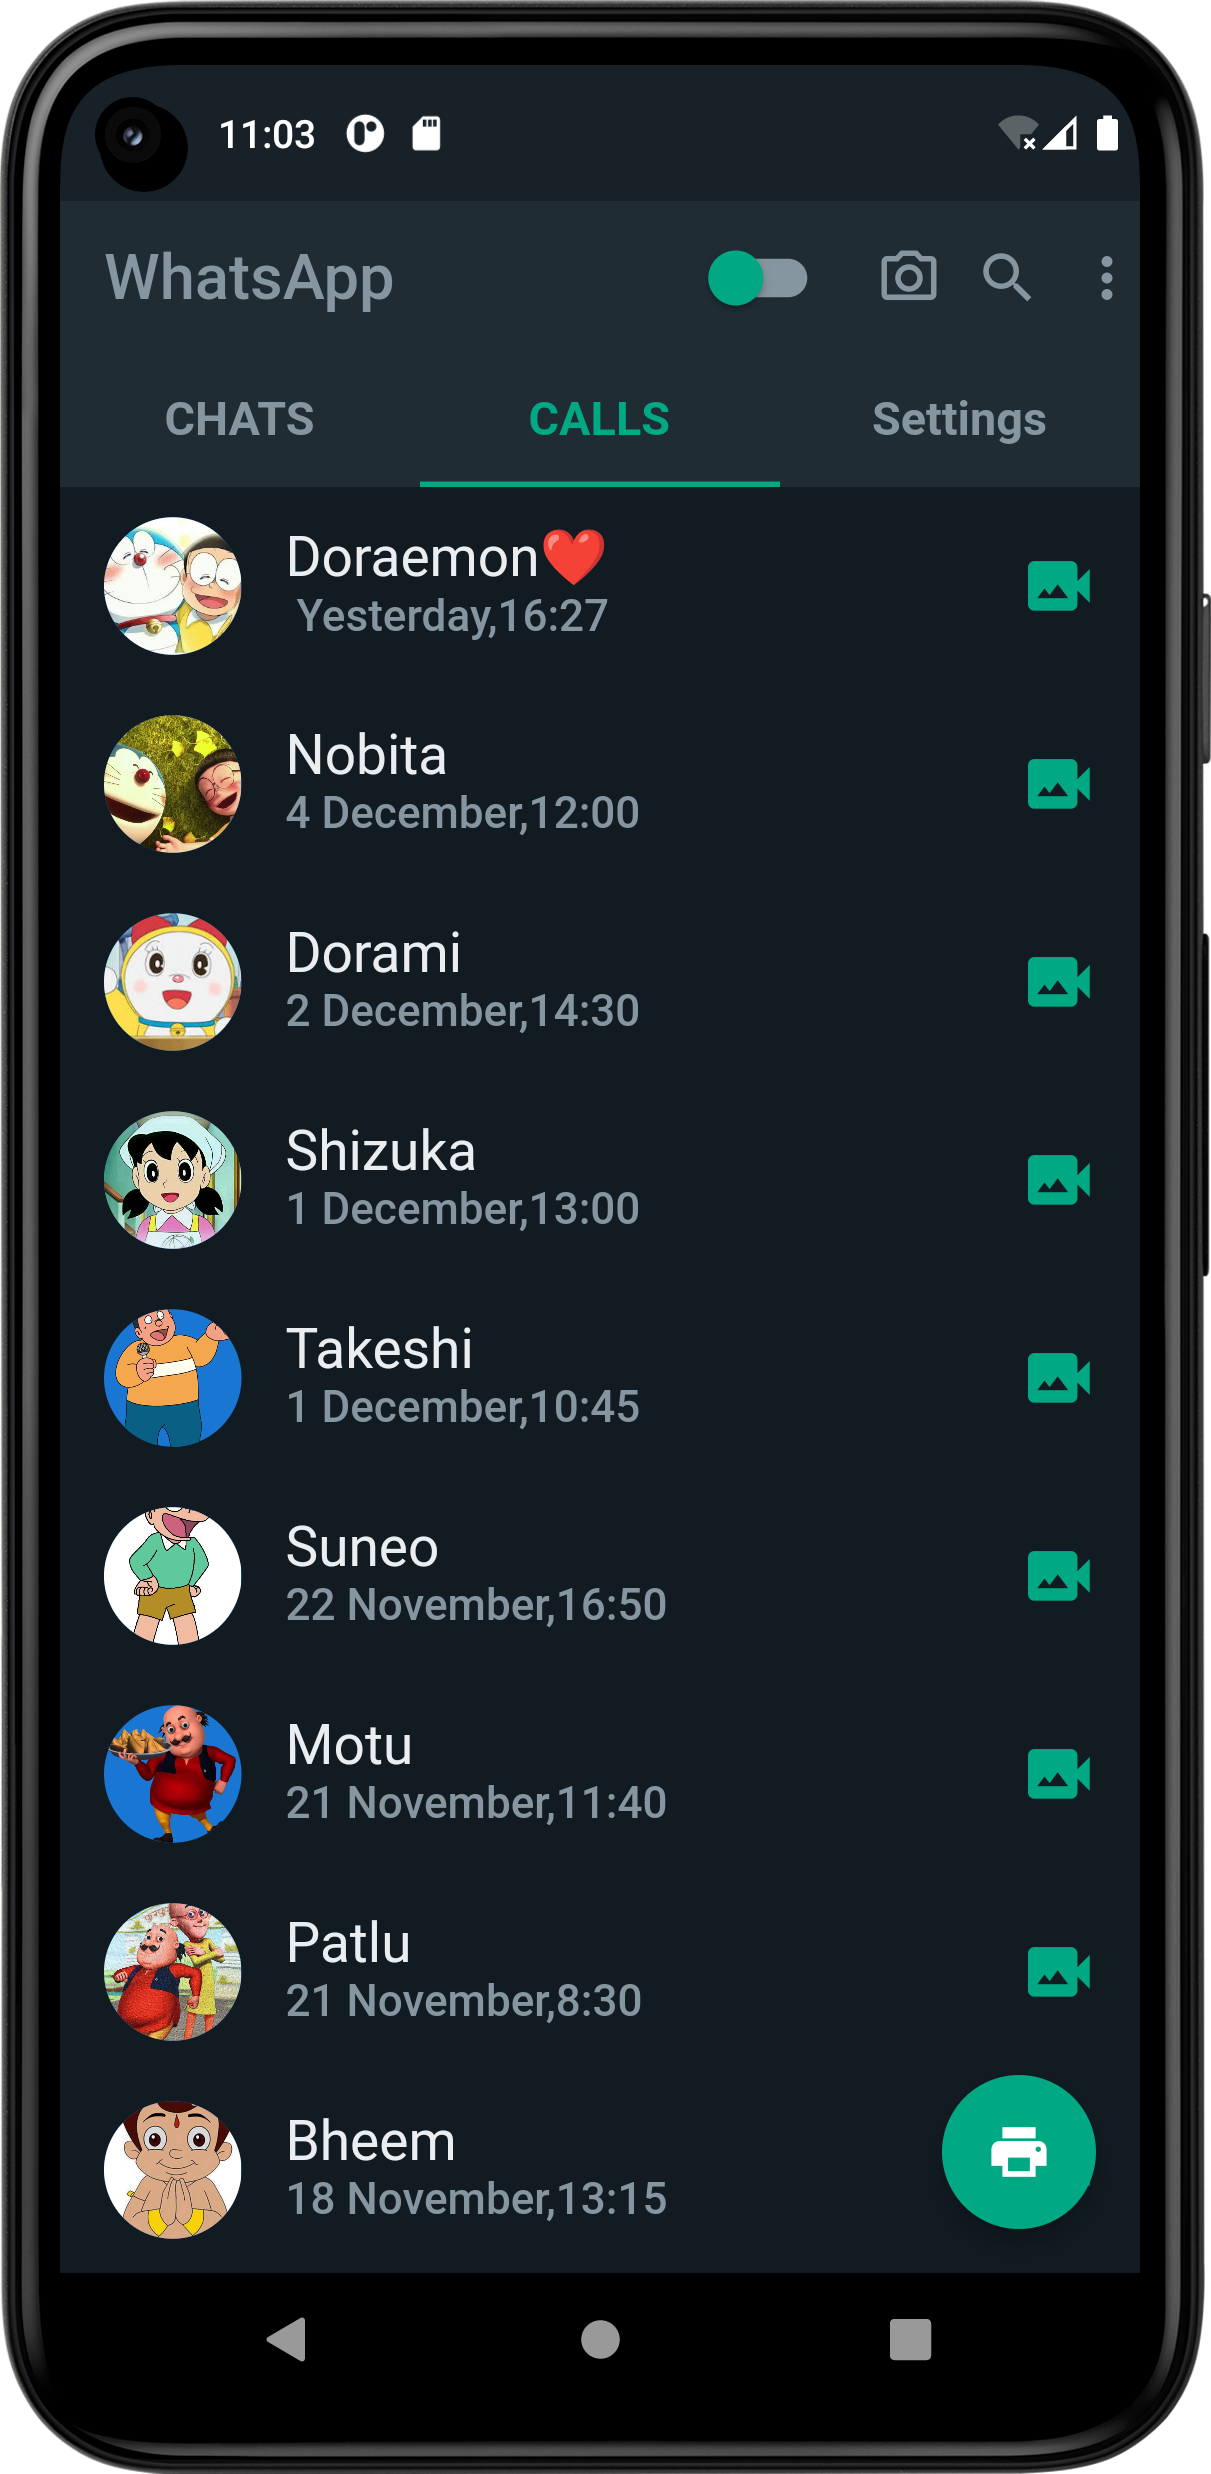 11:03
WhatsApp
CHATS CALLS Settings
Doraemon❤️
Yesterday,16:27
Nobita
4 December,12:00
Dorami
2 December,14:30
Shizuka
1 December,13:00
Takeshi
1 December,10:45
Suneo
22 November,16:50
Motu
21 November,11:40
Patlu
21 November,8:30
Bheem
18 November,13:15